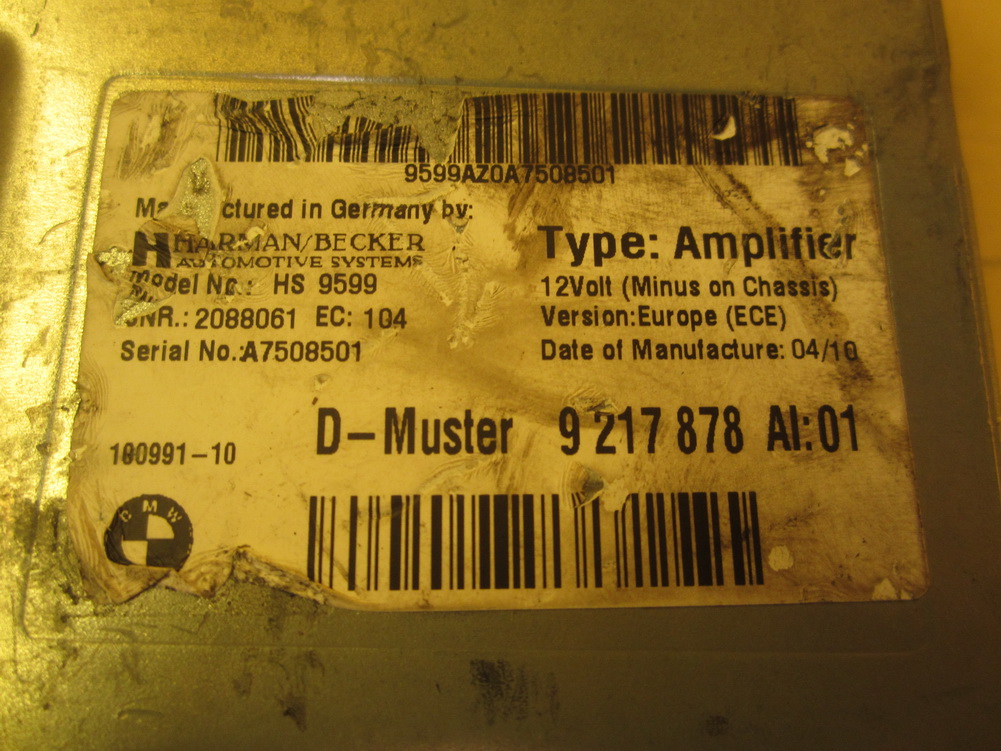 9599AZ0A7508501
ctured in Germany by:
HARMAN/BECKER
AUTOMOTIVE SYSTEMS
Model No.: HS 9599
2088061 EC: 104
Serial No.:A7508501
Type: Amplifier
12Volt (Minus on Chassis)
Version:Europe (ECE)
Date of Manufacture: 04/10
D-Muster 9 217 878 AI:01
100991-10
BMW